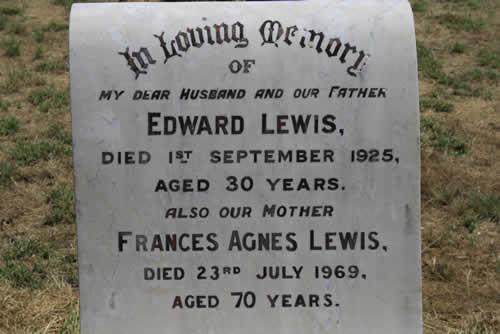 In Loving Memory
OF
MY DEAR HUSBAND AND OUR FATHER
EDWARD LEWIS,
DIED 1ST SEPTEMBER 1925,
AGED 30 YEARS.
ALSO OUR MOTHER
FRANCES AGNES LEWIS,
DIED 23RD JULY 1969,
AGED 70 YEARS.